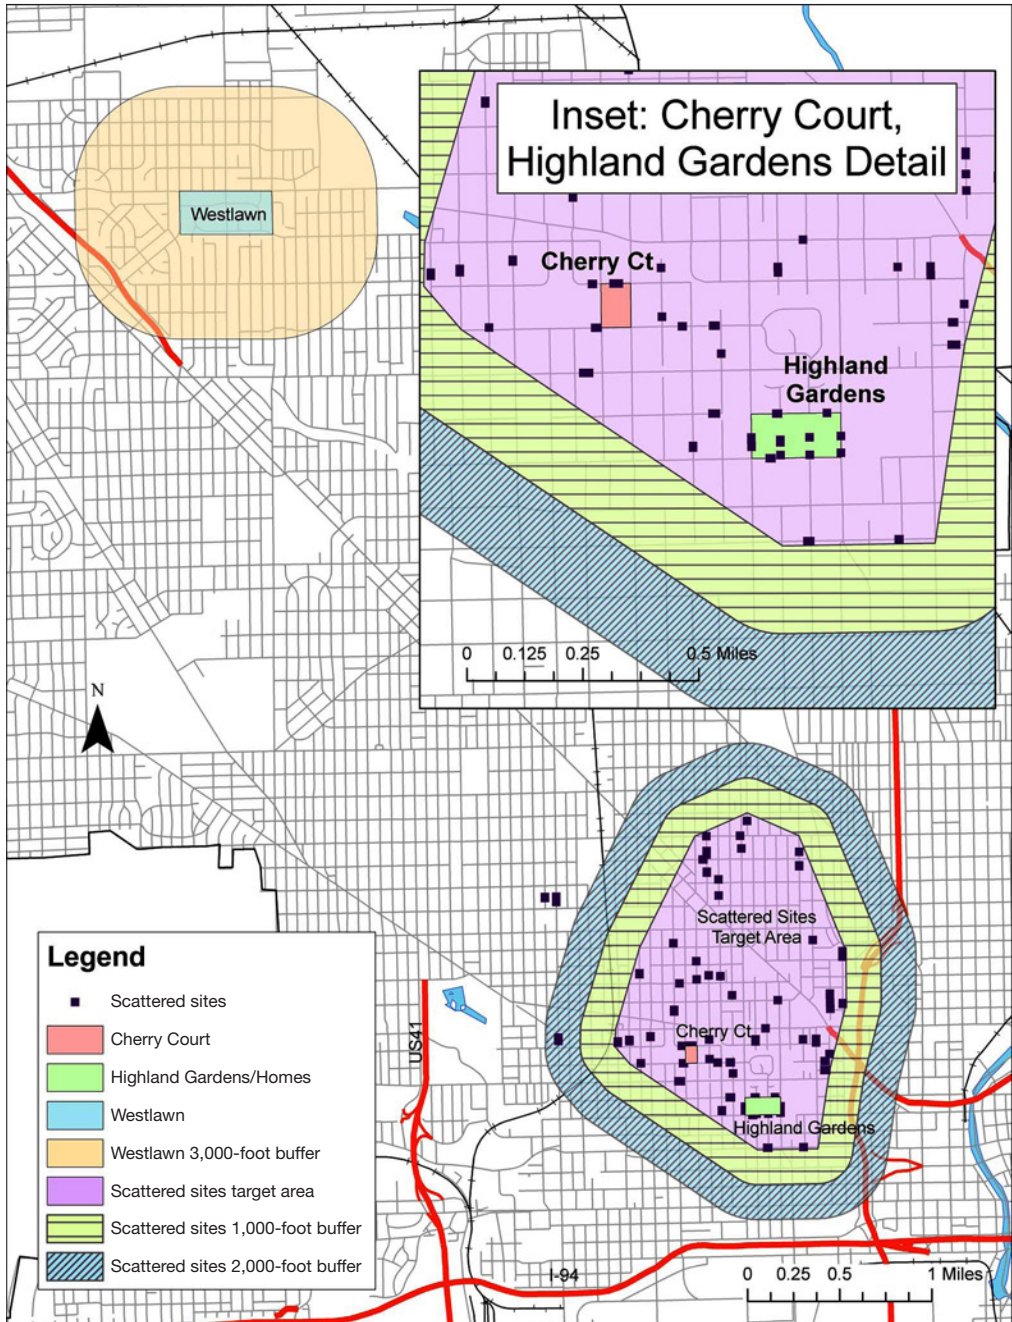 Westlawn
Inset: Cherry Court,
Highland Gardens Detail
Cherry Ct
Highland
Gardens
0 0.125 0.25 0.5 Miles
N
Scattered Sites
Target Area
Cherry Ct
Highland Gardens
US41
I-94
0 0.25 0.5 1 Miles
Legend
Scattered sites
Cherry Court
Highland Gardens/Homes
Westlawn
Westlawn 3,000-foot buffer
Scattered sites target area
Scattered sites 1,000-foot buffer
Scattered sites 2,000-foot buffer